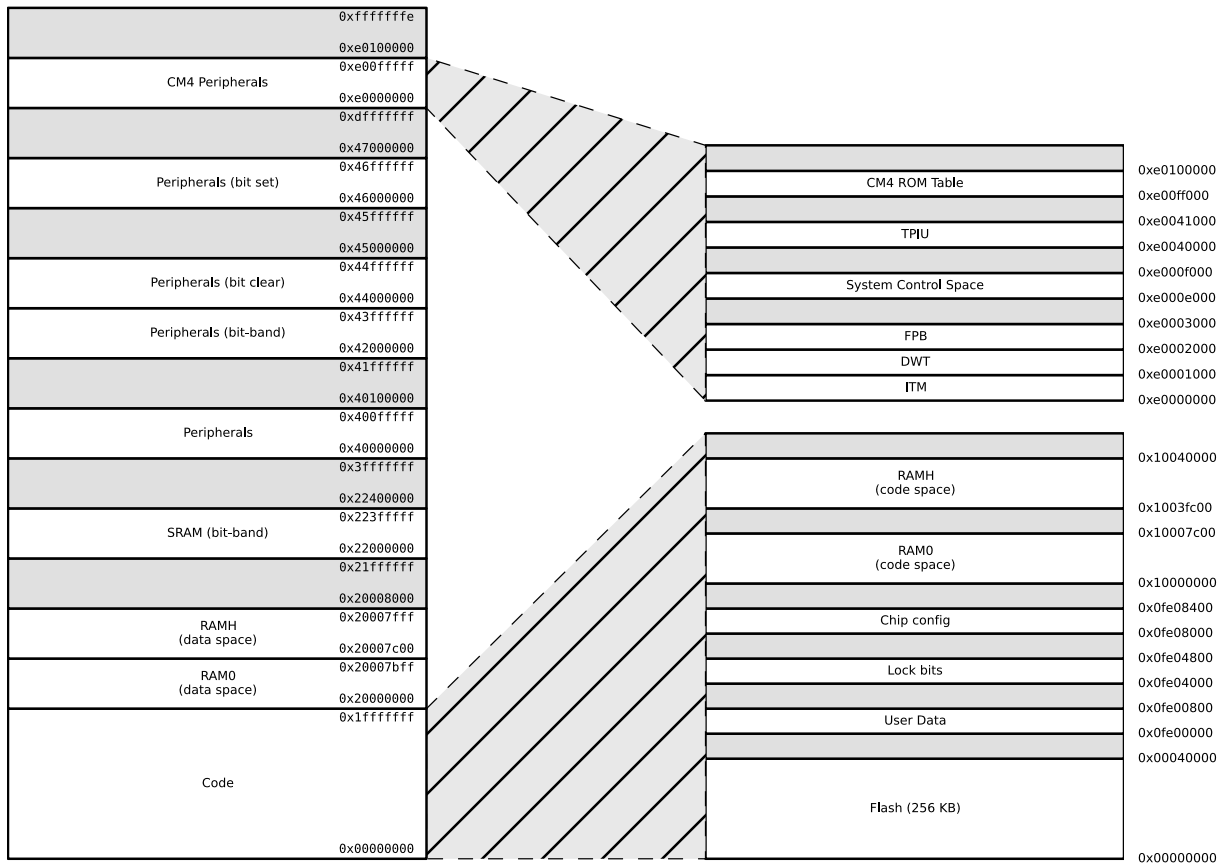 0xfffffffe
0xe0100000
0xe00fffff
CM4 Peripherals
0xe0000000
0xdfffffff
0x47000000
0x46ffffff
Peripherals (bit set)
0x46000000
0x45ffffff
0x45000000
0x44ffffff
Peripherals (bit clear)
0x44000000
0x43ffffff
Peripherals (bit-band)
0x42000000
0x41ffffff
0x40100000
0x400fffff
Peripherals
0x40000000
0x3fffffff
0x22400000
0x223fffff
SRAM (bit-band)
0x22000000
0x21ffffff
0x20008000
0x20007fff
RAMH
(data space)
0x20007c00
0x20007bff
RAM0
(data space)
0x20000000
0x1fffffff
Code
0x00000000
0xe0100000
CM4 ROM Table
0xe00ff000
0xe0041000
TPIU
0xe0040000
0xe000f000
System Control Space
0xe000e000
0xe0003000
FPB
0xe0002000
DWT
0xe0001000
ITM
0xe0000000
0x10040000
RAMH
(code space)
0x1003fc00
0x10007c00
RAM0
(code space)
0x10000000
0x0fe08400
Chip config
0x0fe08000
0x0fe04800
Lock bits
0x0fe04000
0x0fe00800
User Data
0x0fe00000
0x00040000
Flash (256 KB)
0x00000000